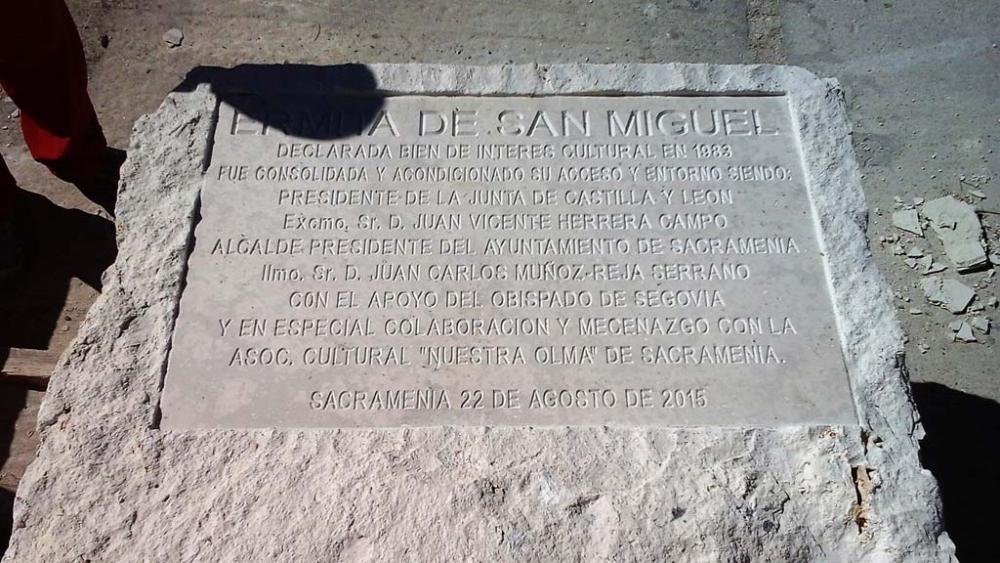 ERMITA DE SAN MIGUEL
DECLARADA BIEN DE INTERES CULTURAL EN 1983
FUE CONSOLIDADA Y ACONDICIONADO SU ACCESO Y ENTORNO SIENDO:
PRESIDENTE DE LA JUNTA DE CASTILLA Y LEON
Excmo. Sr. D. JUAN VICENTE HERRERA CAMPO
ALCALDE PRESIDENTE DEL AYUNTAMIENTO DE SACRAMENIA
Ilmo. Sr. D. JUAN CARLOS MUÑOZ-REJA SERRANO
CON EL APOYO DEL OBISPADO DE SEGOVIA
Y EN ESPECIAL COLABORACION Y MECENAZGO CON LA
ASOC. CULTURAL "NUESTRA OLMA" DE SACRAMENIA.
SACRAMENIA 22 DE AGOSTO DE 2015